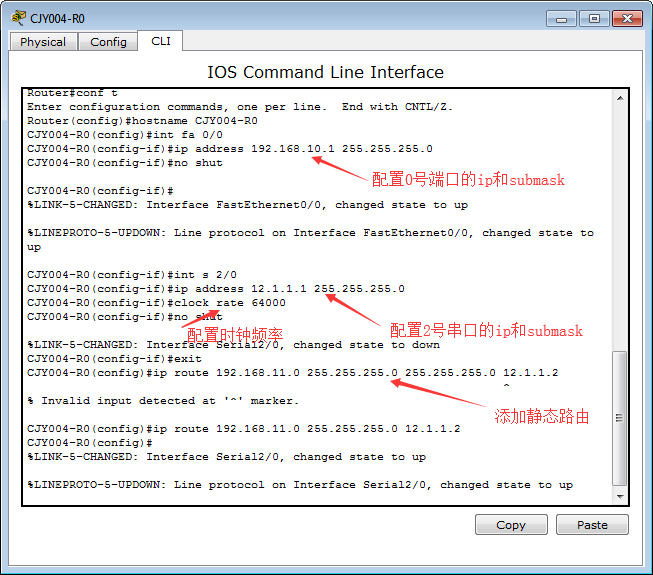 CJY004-R0
Physical Config CLI
IOS Command Line Interface
Router#conf t
Enter configuration commands, one per line.  End with CNTL/Z.
Router(config)#hostname CJY004-R0
CJY004-R0(config)#int fa 0/0
CJY004-R0(config-if)#ip address 192.168.10.1 255.255.255.0
CJY004-R0(config-if)#no shut
配置0号端口的ip和submask
CJY004-R0(config-if)#
%LINK-5-CHANGED: Interface FastEthernet0/0, changed state to up
%LINEPROTO-5-UPDOWN: Line protocol on Interface FastEthernet0/0, changed state to
up
CJY004-R0(config-if)#int s 2/0
CJY004-R0(config-if)#ip address 12.1.1.1 255.255.255.0
CJY004-R0(config-if)#clock rate 64000
CJY004-R0(config-if)#no shut
配置时钟频率
配置2号串口的ip和submask
%LINK-5-CHANGED: Interface Serial2/0, changed state to down
CJY004-R0(config-if)#exit
CJY004-R0(config)#ip route 192.168.11.0 255.255.255.0 255.255.255.0 12.1.1.2
^
% Invalid input detected at '^' marker.
添加静态路由
CJY004-R0(config)#ip route 192.168.11.0 255.255.255.0 12.1.1.2
CJY004-R0(config)#
%LINK-5-CHANGED: Interface Serial2/0, changed state to up
%LINEPROTO-5-UPDOWN: Line protocol on Interface Serial2/0, changed state to up
Copy Paste